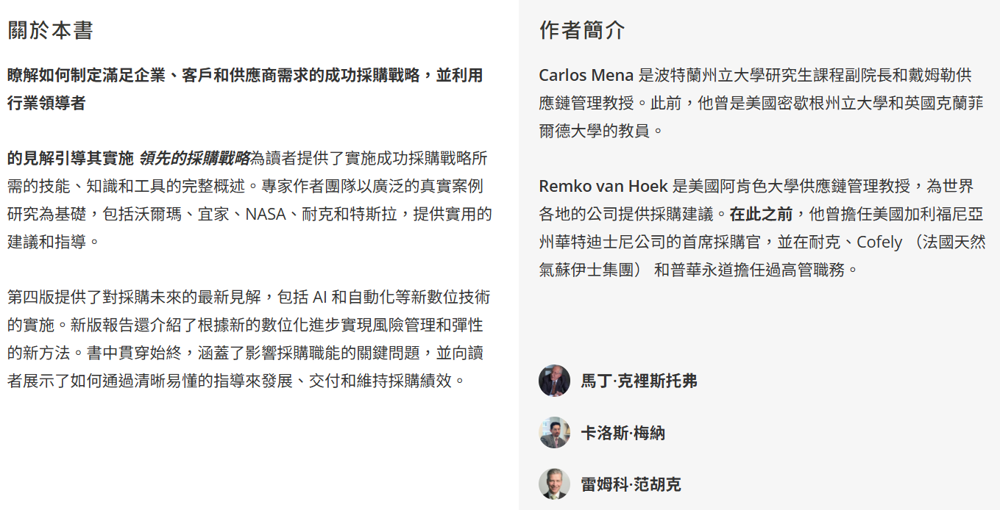 關於本書
瞭解如何制定滿足企業、客戶和供應商需求的成功採購戰略，並利用
行業領導者
的見解引導其實施 領先的採購戰略為讀者提供了實施成功採購戰略所
需的技能、知識和工具的完整概述。專家作者團隊以廣泛的真實案例
研究為基礎，包括沃爾瑪、宜家、NASA、耐克和特斯拉，提供實用的
建議和指導。
第四版提供了對採購未來的最新見解，包括 AI 和自動化等新數位技術
的實施。新版報告還介紹了根據新的數位化進步實現風險管理和彈性
的新方法。書中貫穿始終，涵蓋了影響採購職能的關鍵問題，並向讀
者展示了如何通過清晰易懂的指導來發展、交付和維持採購績效。
作者簡介
Carlos Mena 是波特蘭州立大學研究生課程副院長和戴姆勒供
應鏈管理教授。此前，他曾是美國密歇根州立大學和英國克蘭菲
爾德大學的教員。
Remko van Hoek 是美國阿肯色大學供應鏈管理教授，為世界
各地的公司提供採購建議。在此之前，他曾擔任美國加利福尼亞
州華特迪士尼公司的首席採購官，並在耐克、Cofely （法國天然
氣蘇伊士集團） 和普華永道擔任過高管職務。
馬丁·克裡斯托弗
卡洛斯·梅納
雷姆科·范胡克